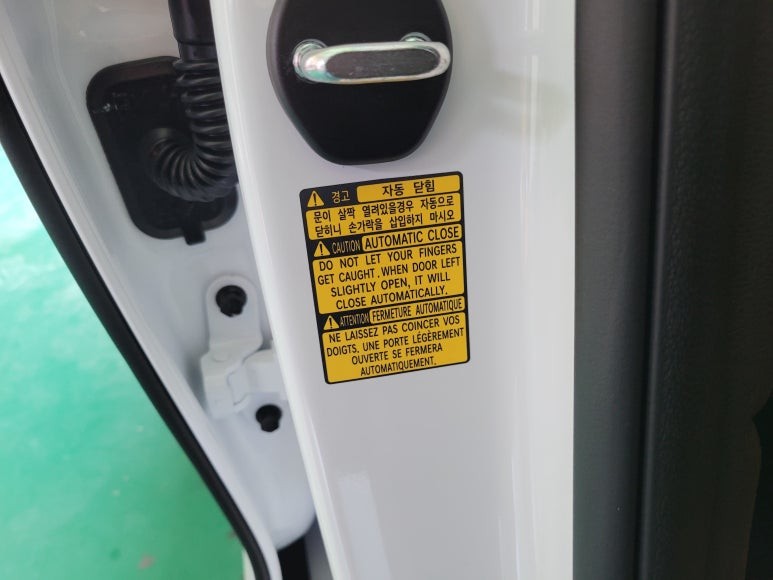 경고 자동 닫힘
문이 살짝 열려있을경우 자동으로
닫히니 손가락을 삽입하지 마시오
CAUTION AUTOMATIC CLOSE
DO NOT LET YOUR FINGERS
GET CAUGHT. WHEN DOOR LEFT
SLIGHTLY OPEN, IT WILL
CLOSE AUTOMATICALLY.
ATTENTION FERMETURE AUTOMATIQUE
NE LAISSEZ PAS COINCER VOS
DOIGTS. UNE PORTE LÉGÈREMENT
OUVERTE SE FERMERA
AUTOMATIQUEMENT.